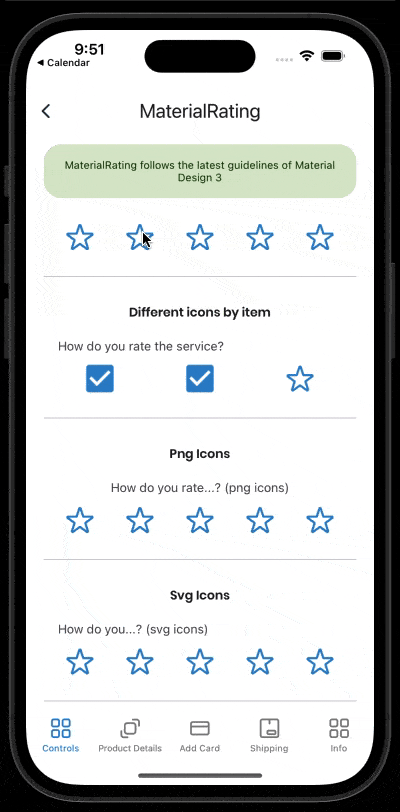 9:51
◀ Calendar
MaterialRating
MaterialRating follows the latest guidelines of Material
Design 3
Different icons by item
How do you rate the service?
Png Icons
How do you rate...? (png icons)
Svg Icons
How do you...? (svg icons)
Controls
Product Details
Add Card
Shipping
Info